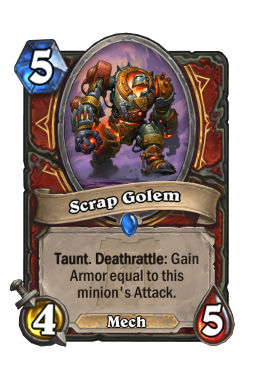 5
Scrap Golem
Taunt. Deathrattle: Gain
Armor equal to this
minion's Attack.
4
Mech
5